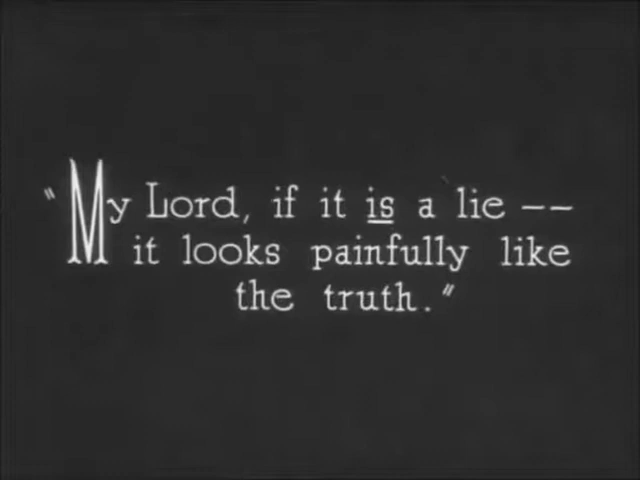 "My Lord, if it is a lie --
it looks painfully like
the truth."